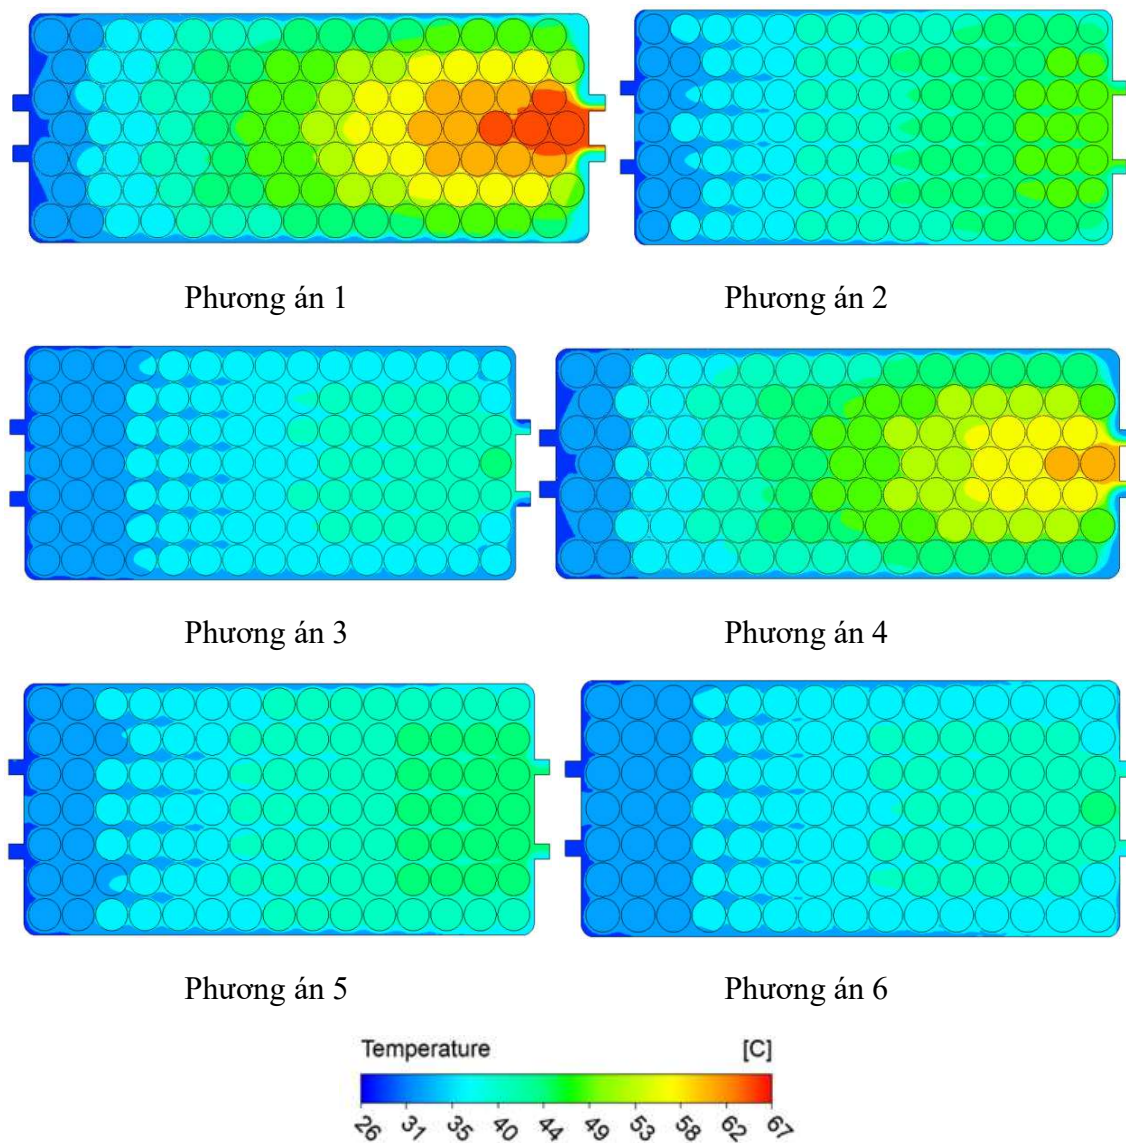 Phương án 1 Phương án 2
Phương án 3 Phương án 4
Phương án 5 Phương án 6
Temperature [C]
26 31 35 40 44 49 53 58 62 67